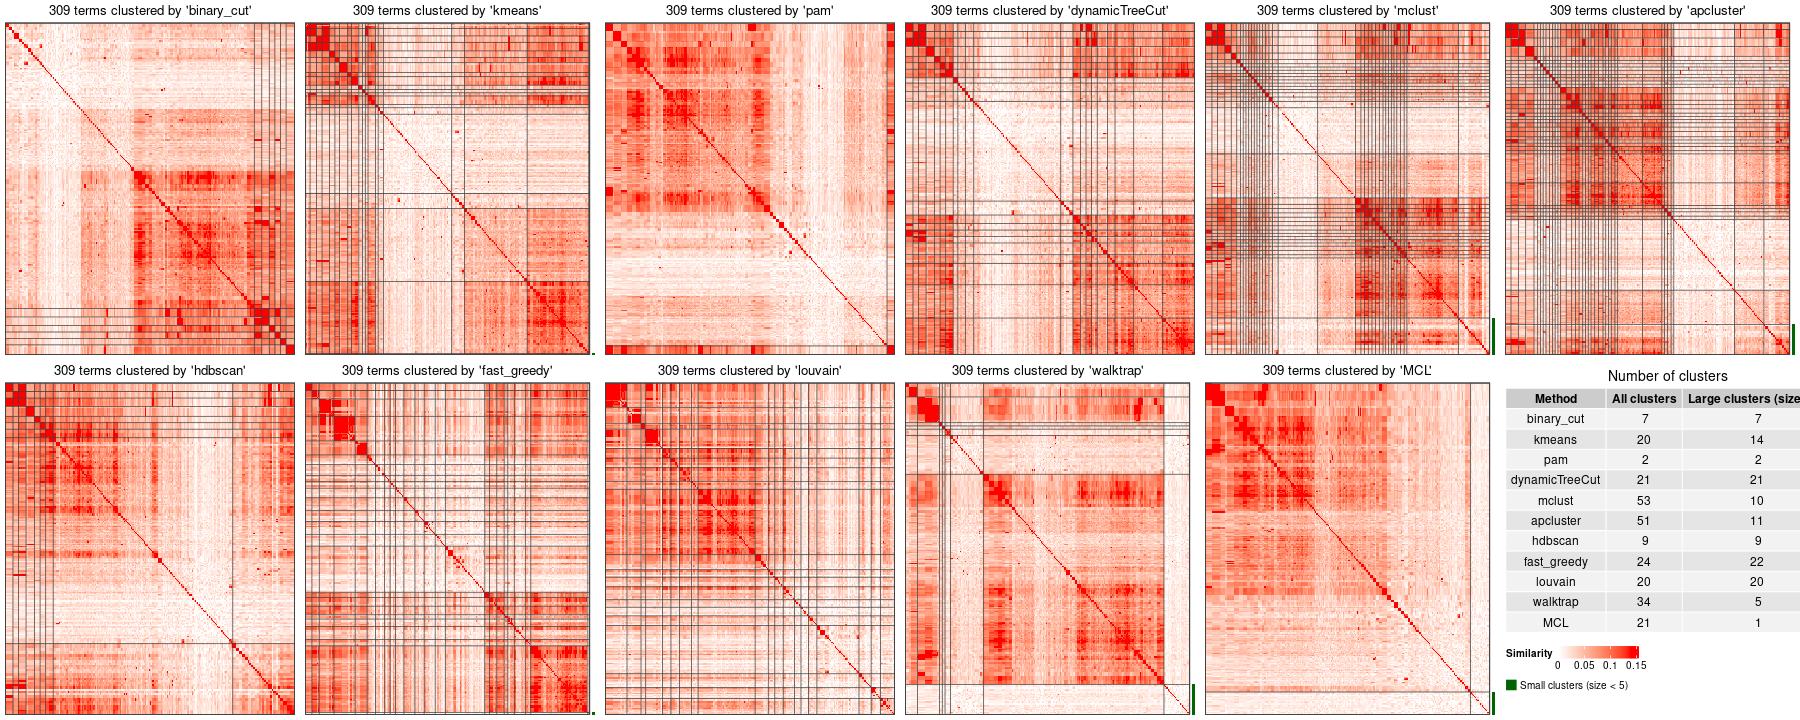 309 terms clustered by 'binary_cut'
309 terms clustered by 'kmeans'
309 terms clustered by 'pam'
309 terms clustered by 'dynamicTreeCut'
309 terms clustered by 'mclust'
309 terms clustered by 'apcluster'
309 terms clustered by 'hdbscan'
309 terms clustered by 'fast_greedy'
309 terms clustered by 'louvain'
309 terms clustered by 'walktrap'
309 terms clustered by 'MCL'
Number of clusters
Method All clusters Large clusters (size
binary_cut 7 7
kmeans 20 14
pam 2 2
dynamicTreeCut 21 21
mclust 53 10
apcluster 51 11
hdbscan 9 9
fast_greedy 24 22
louvain 20 20
walktrap 34 5
MCL 21 1
Similarity
0 0.05 0.1 0.15
Small clusters (size < 5)